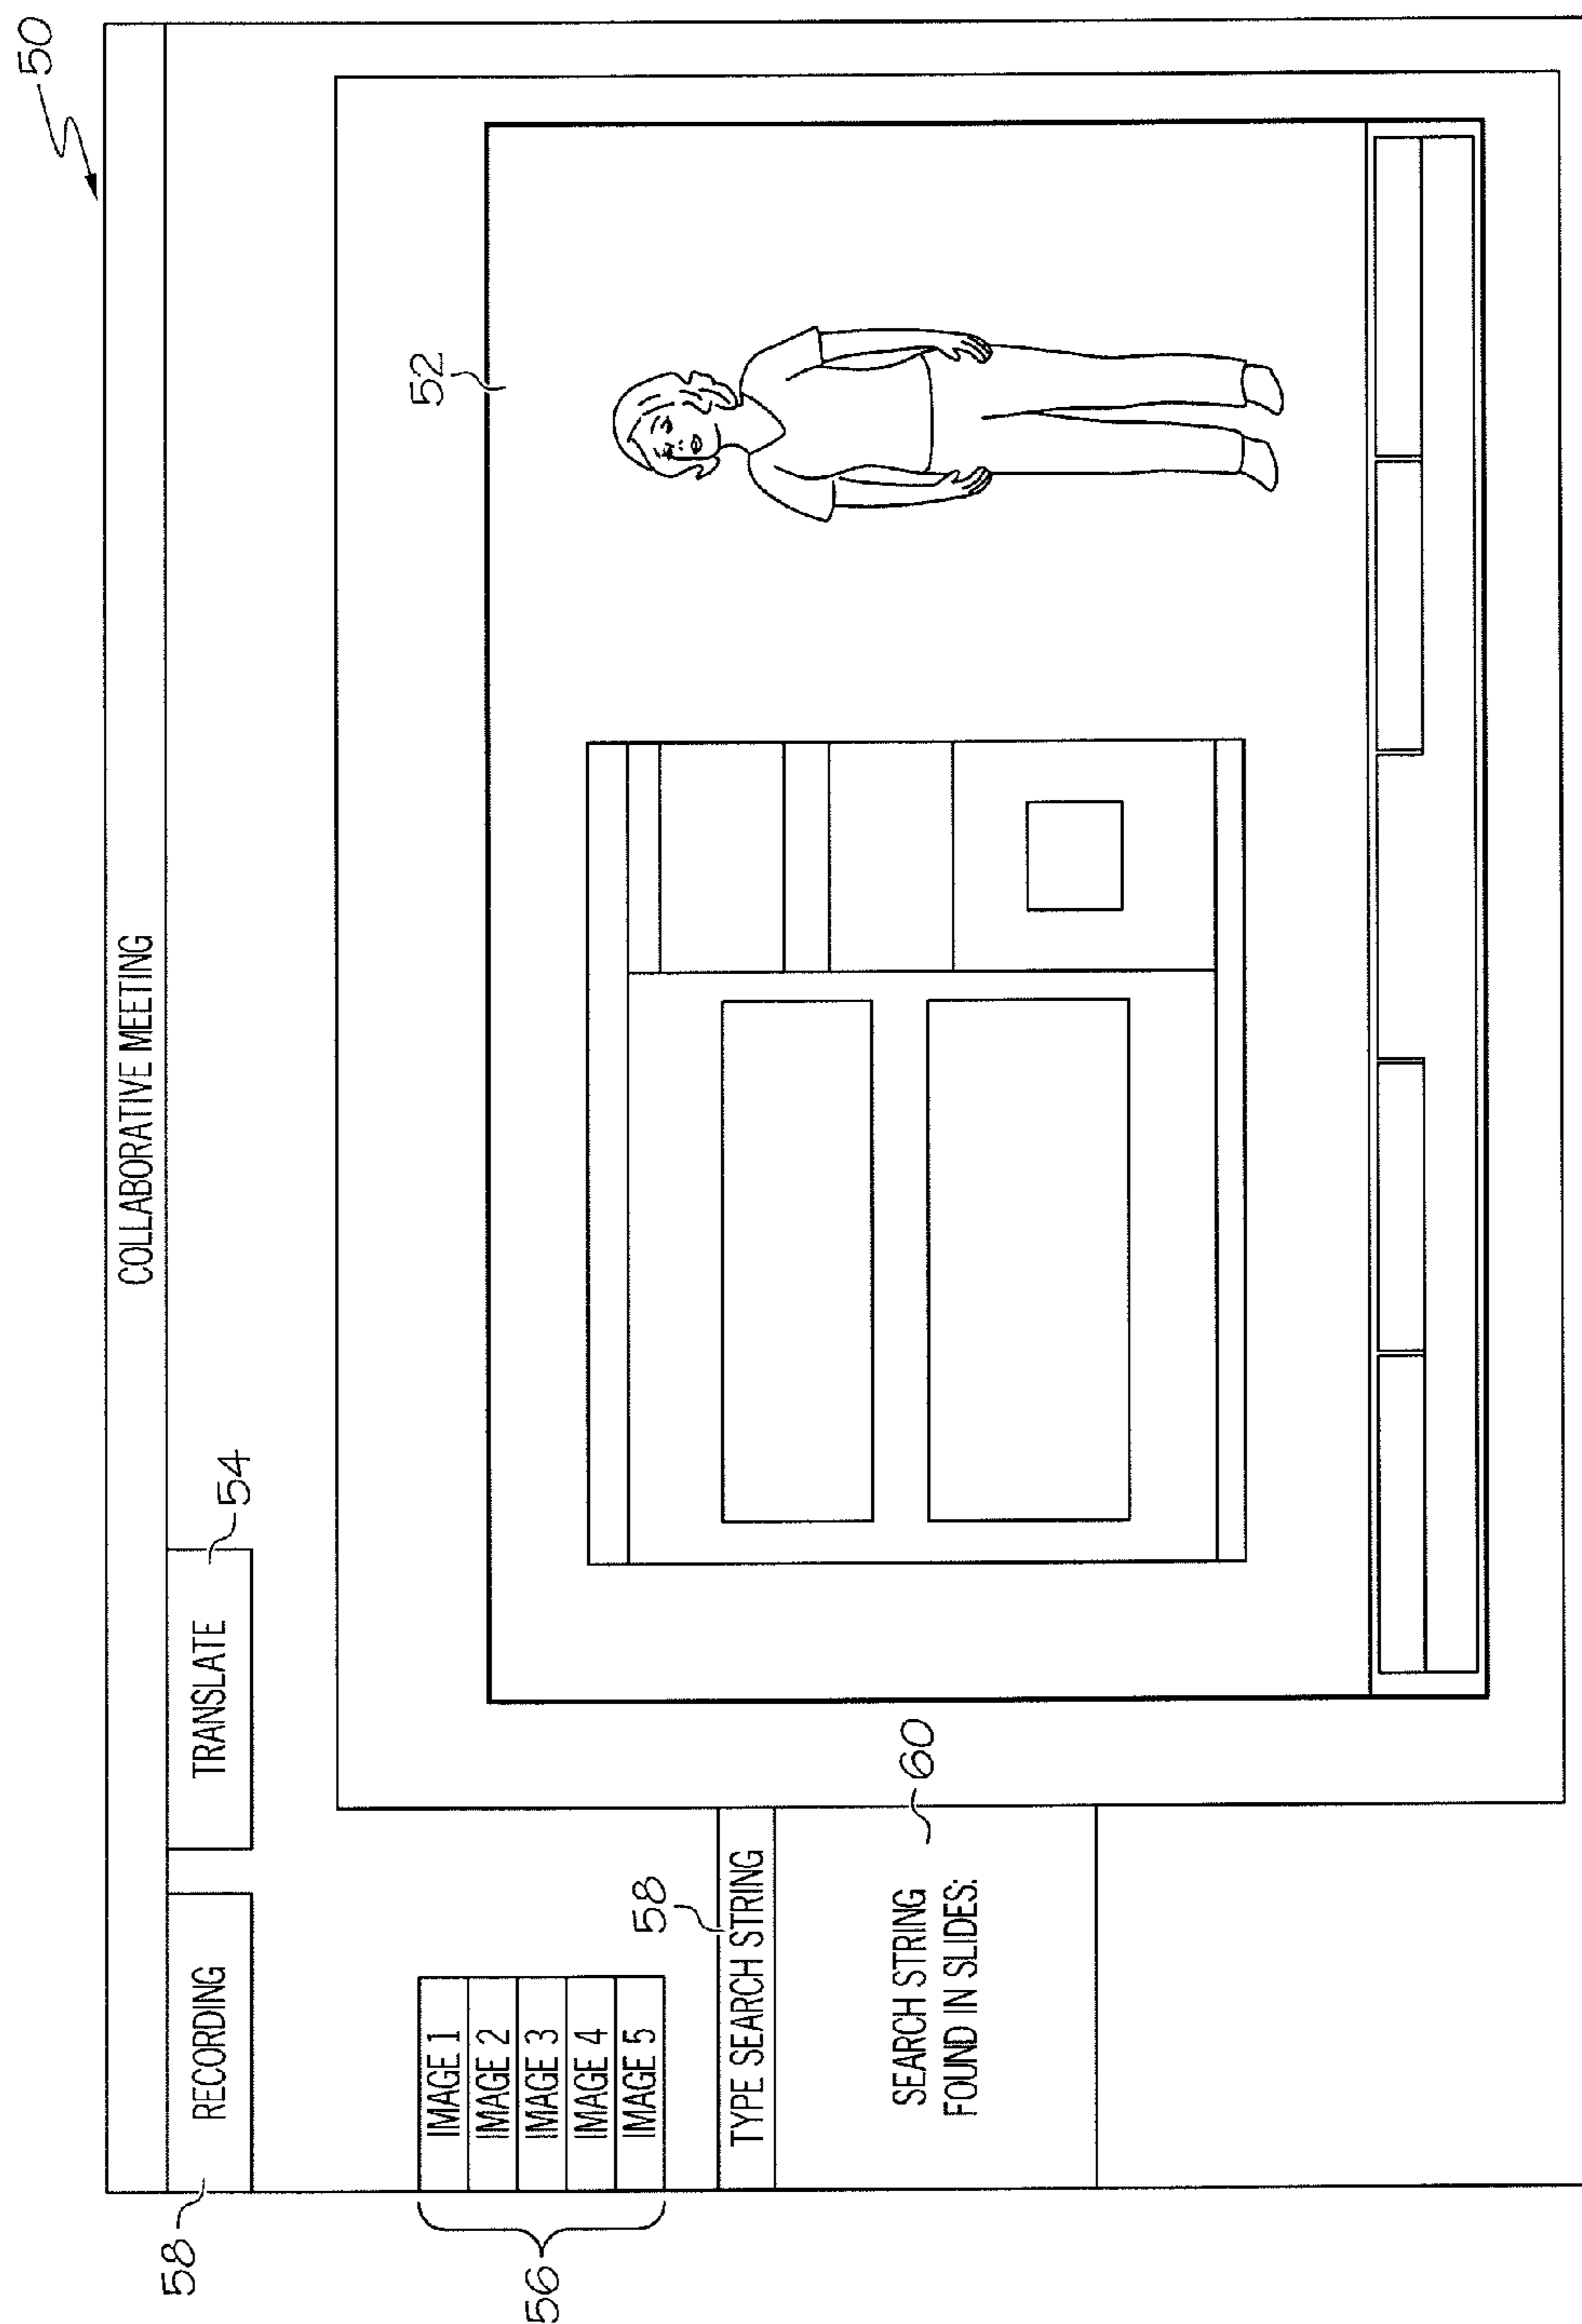 50
COLLABORATIVE MEETING
58
RECORDING
TRANSLATE
54
52
56
IMAGE 1
IMAGE 2
IMAGE 3
IMAGE 4
IMAGE 5
58
TYPE SEARCH STRING
60
SEARCH STRING
FOUND IN SLIDES: